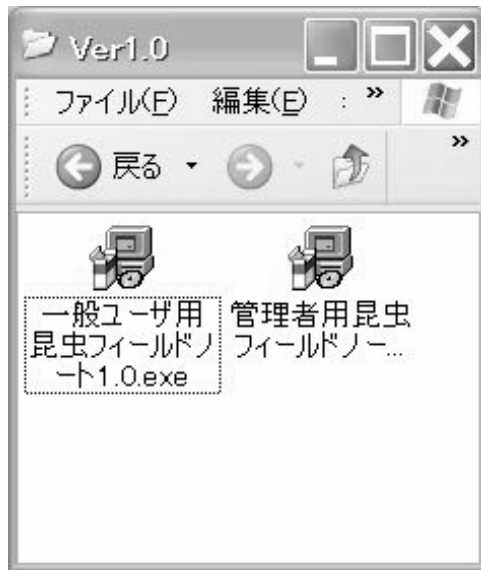 Ver1.0
ファイル(F) 編集(E) : »
戻る »
一般ユーザ用
昆虫フィールドノ
ート1.0.exe
管理者用昆虫
フィールドノー...